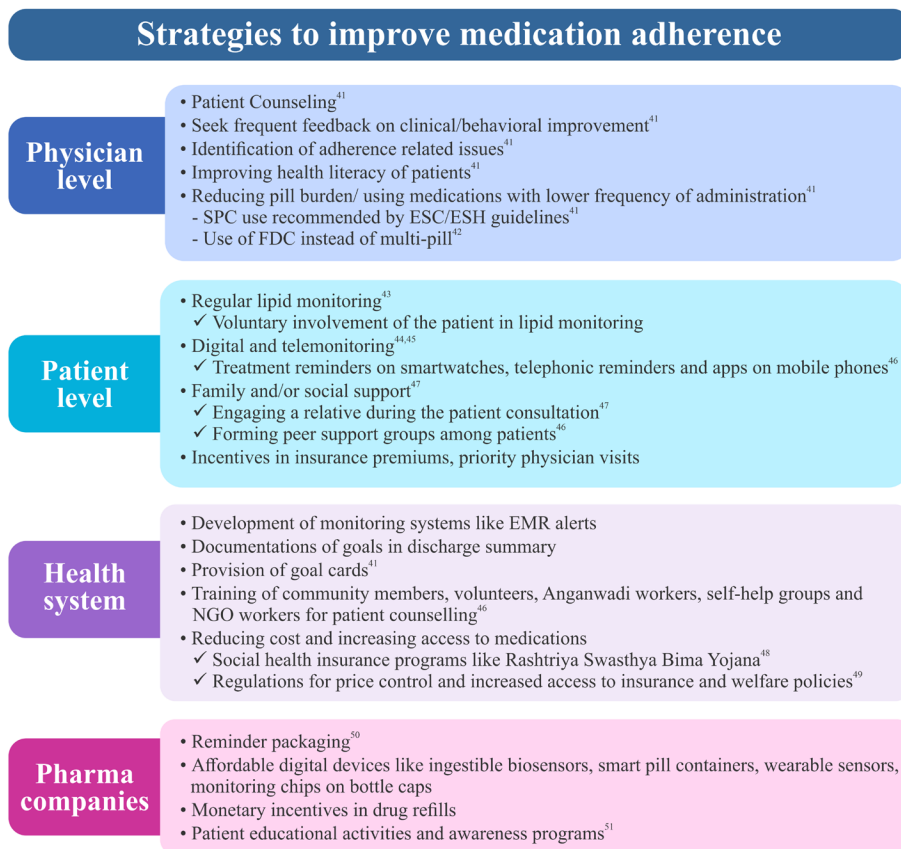 Strategies to improve medication adherence
Physician
level
• Patient Counseling41
• Seek frequent feedback on clinical/behavioral improvement41
• Identification of adherence related issues41
• Improving health literacy of patients41
• Reducing pill burden/ using medications with lower frequency of administration41
- SPC use recommended by ESC/ESH guidelines41
- Use of FDC instead of multi-pill42
Patient
level
• Regular lipid monitoring43
✓ Voluntary involvement of the patient in lipid monitoring
• Digital and telemonitoring44,45
✓ Treatment reminders on smartwatches, telephonic reminders and apps on mobile phones46
• Family and/or social support47
✓ Engaging a relative during the patient consultation47
✓ Forming peer support groups among patients46
• Incentives in insurance premiums, priority physician visits
Health
system
• Development of monitoring systems like EMR alerts
• Documentations of goals in discharge summary
• Provision of goal cards41
• Training of community members, volunteers, Anganwadi workers, self-help groups and
NGO workers for patient counselling46
• Reducing cost and increasing access to medications
✓ Social health insurance programs like Rashtriya Swasthya Bima Yojana48
✓ Regulations for price control and increased access to insurance and welfare policies49
Pharma
companies
• Reminder packaging50
• Affordable digital devices like ingestible biosensors, smart pill containers, wearable sensors,
monitoring chips on bottle caps
• Monetary incentives in drug refills
• Patient educational activities and awareness programs51